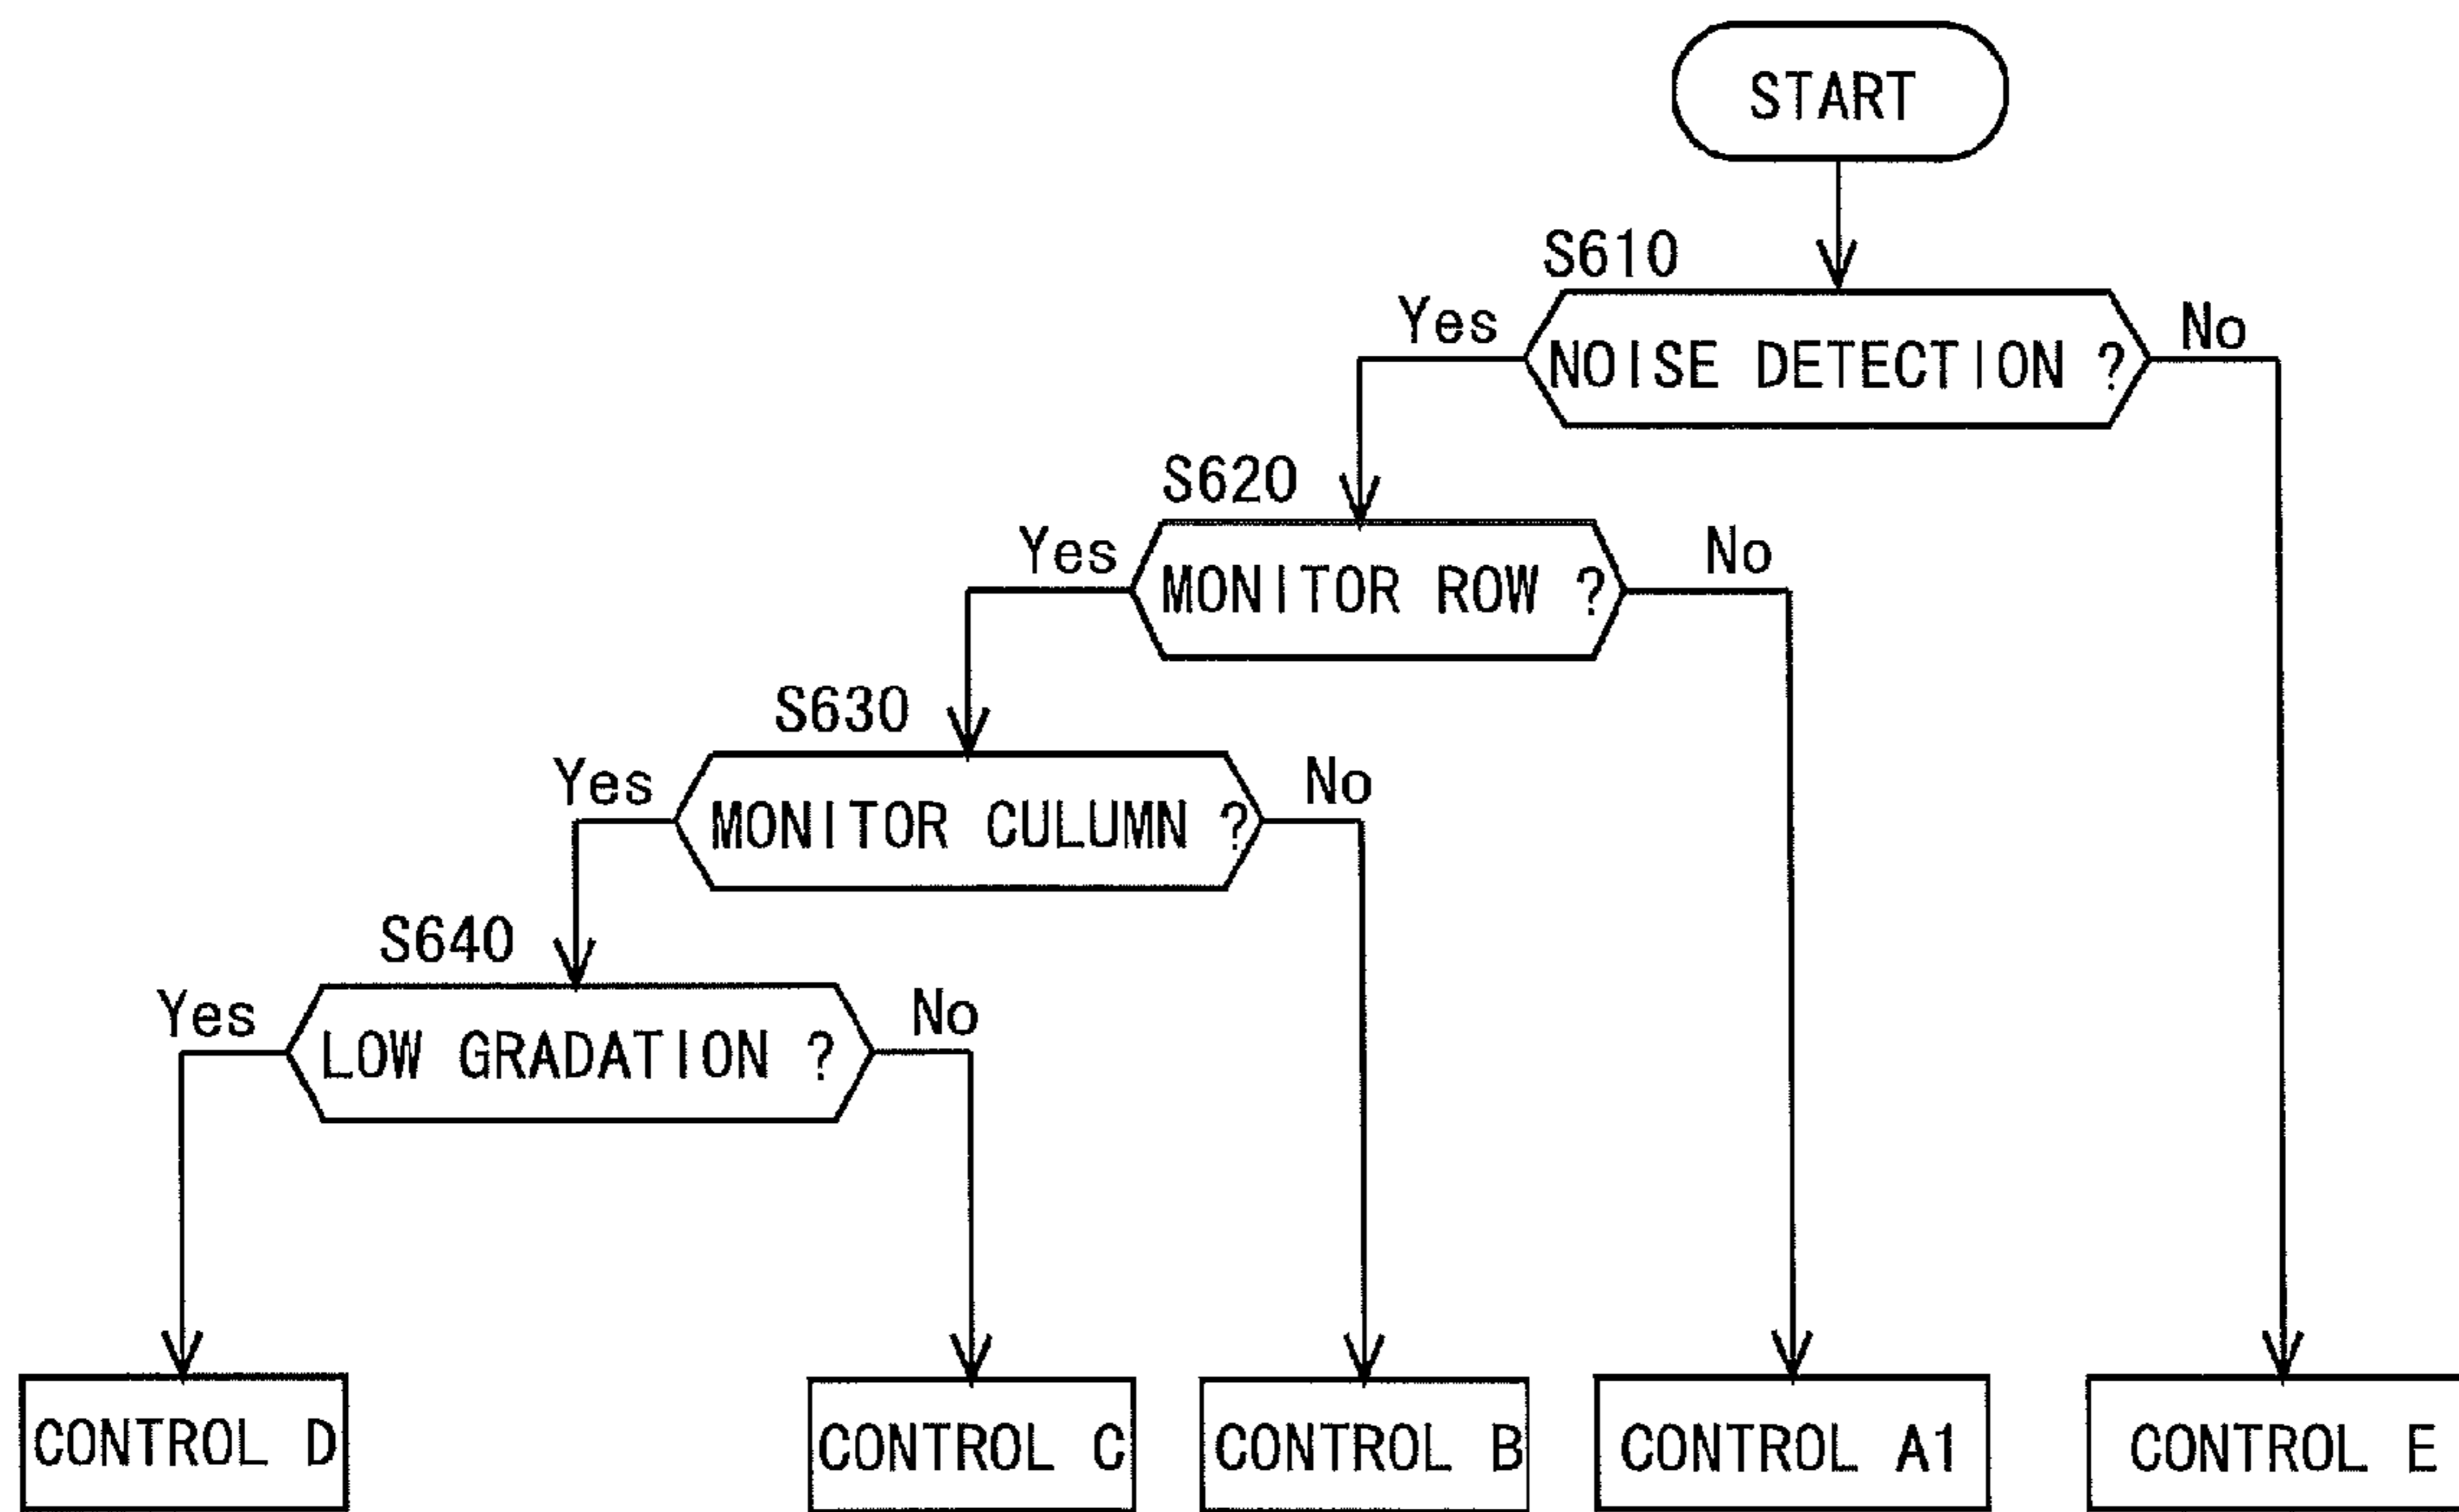 START
S610
Yes
NOISE DETECTION ?
No
S620
Yes
MONITOR ROW ?
No
S630
Yes
MONITOR CULUMN ?
No
S640
Yes
LOW GRADATION ?
No
CONTROL D
CONTROL C
CONTROL B
CONTROL A1
CONTROL E